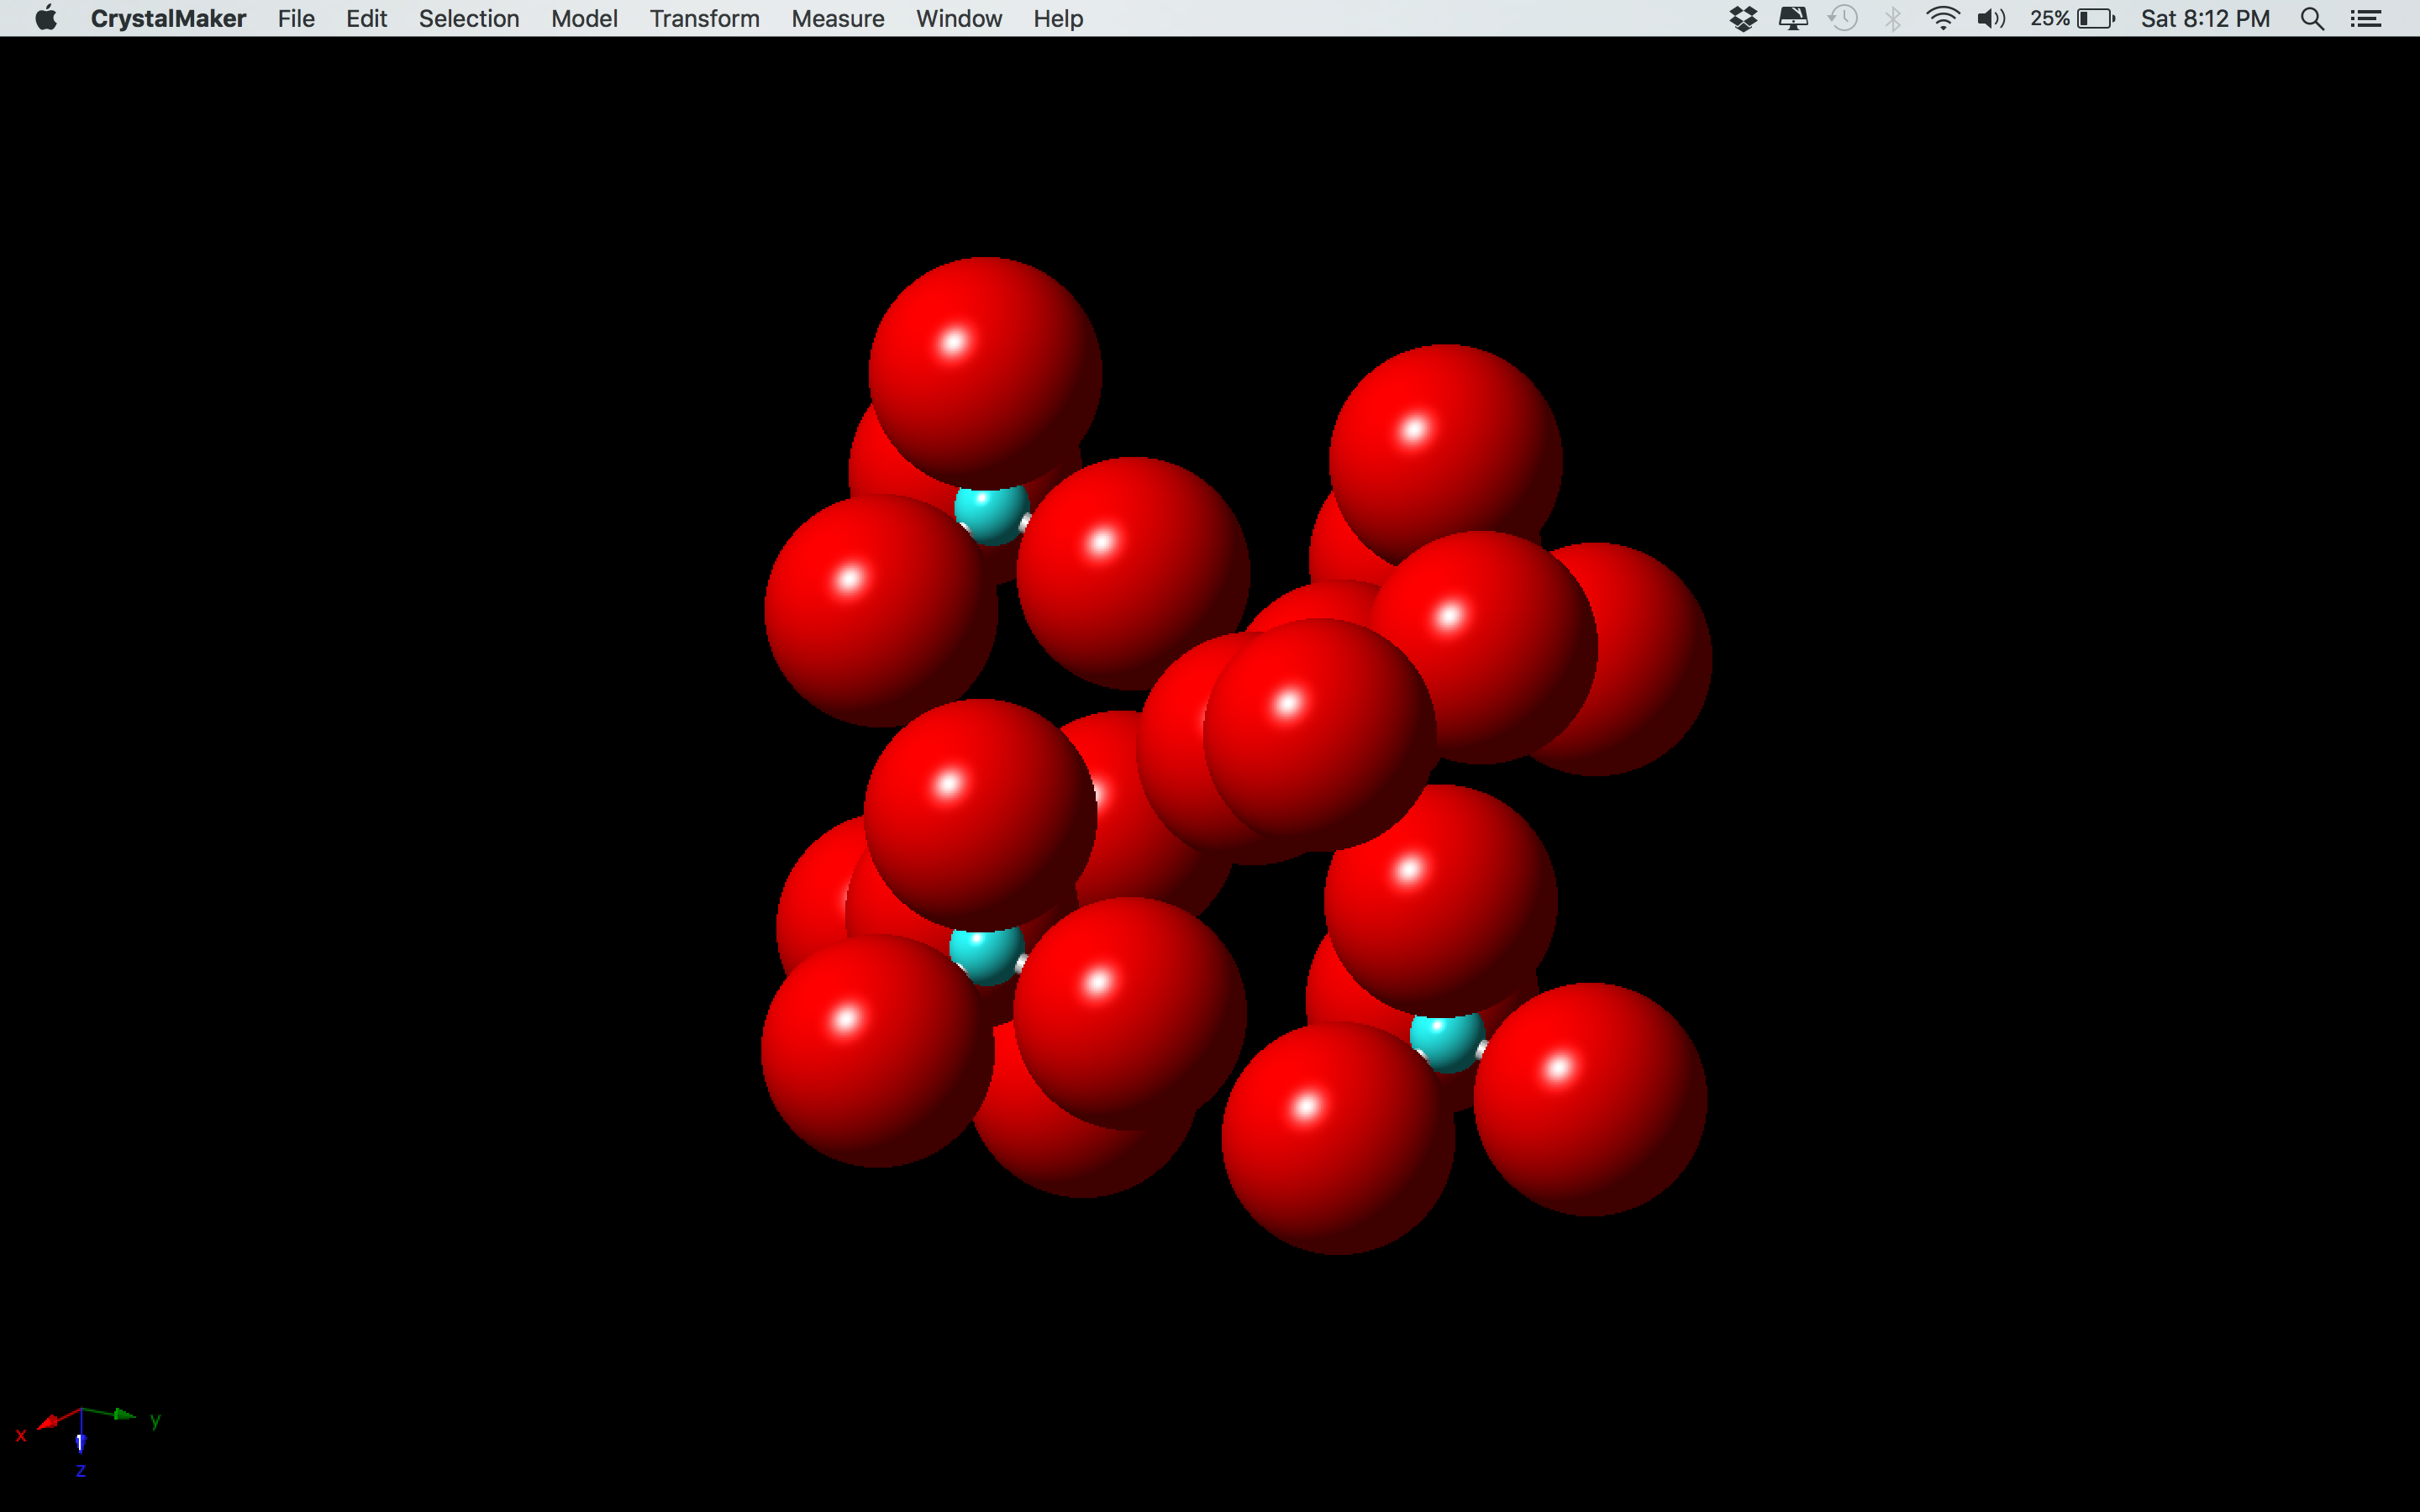 CrystalMaker File Edit Selection Model Transform Measure Window Help 25% Sat 8:12 PM
x y
z